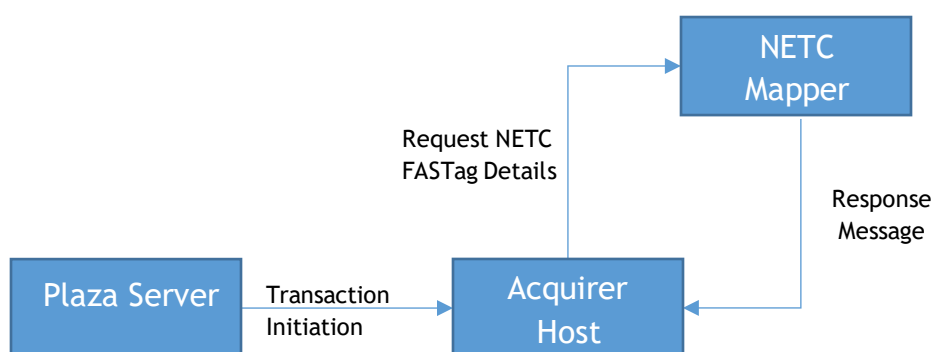 NETC
Mapper
Request NETC
FASTag Details
Response
Message
Plaza Server
Transaction
Initiation
Acquirer
Host